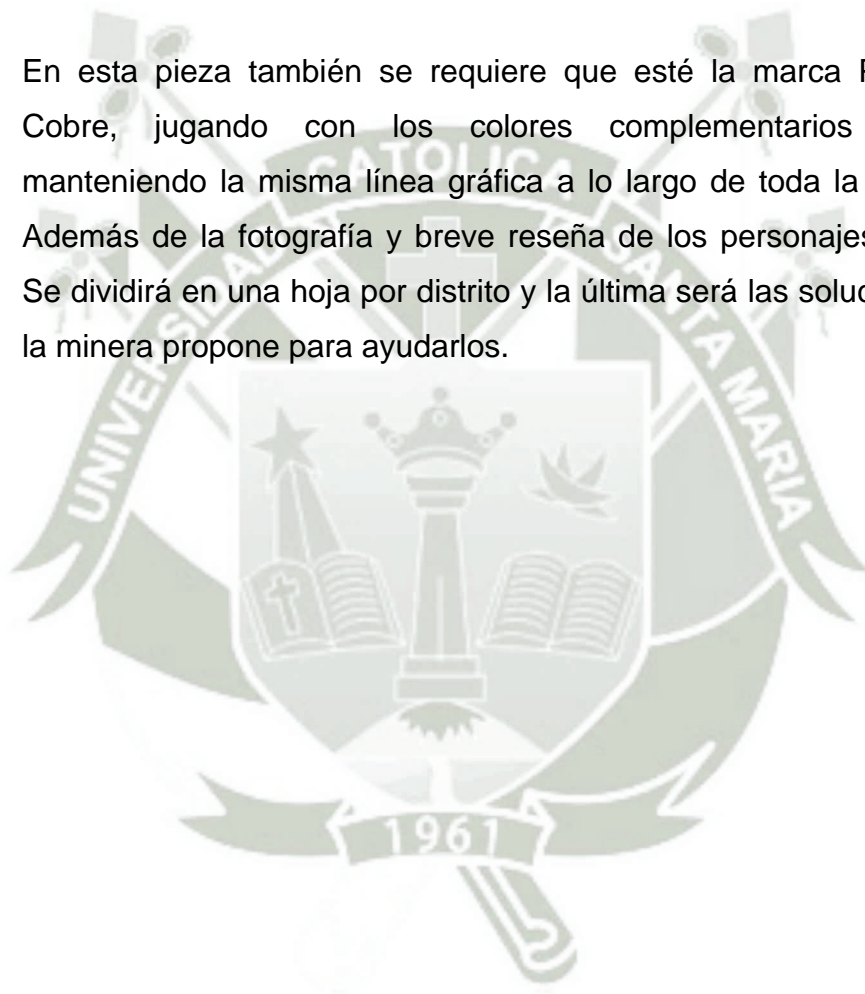 En esta pieza también se requiere que esté la marca
Cobre, jugando con los colores complementarios
manteniendo la misma línea gráfica a lo largo de toda la
Además de la fotografía y breve reseña de los personajes
Se dividirá en una hoja por distrito y la última será las
la minera propone para ayudarlos.
UNIVERSIDAD CATOLICA SANTA MARIA
1961